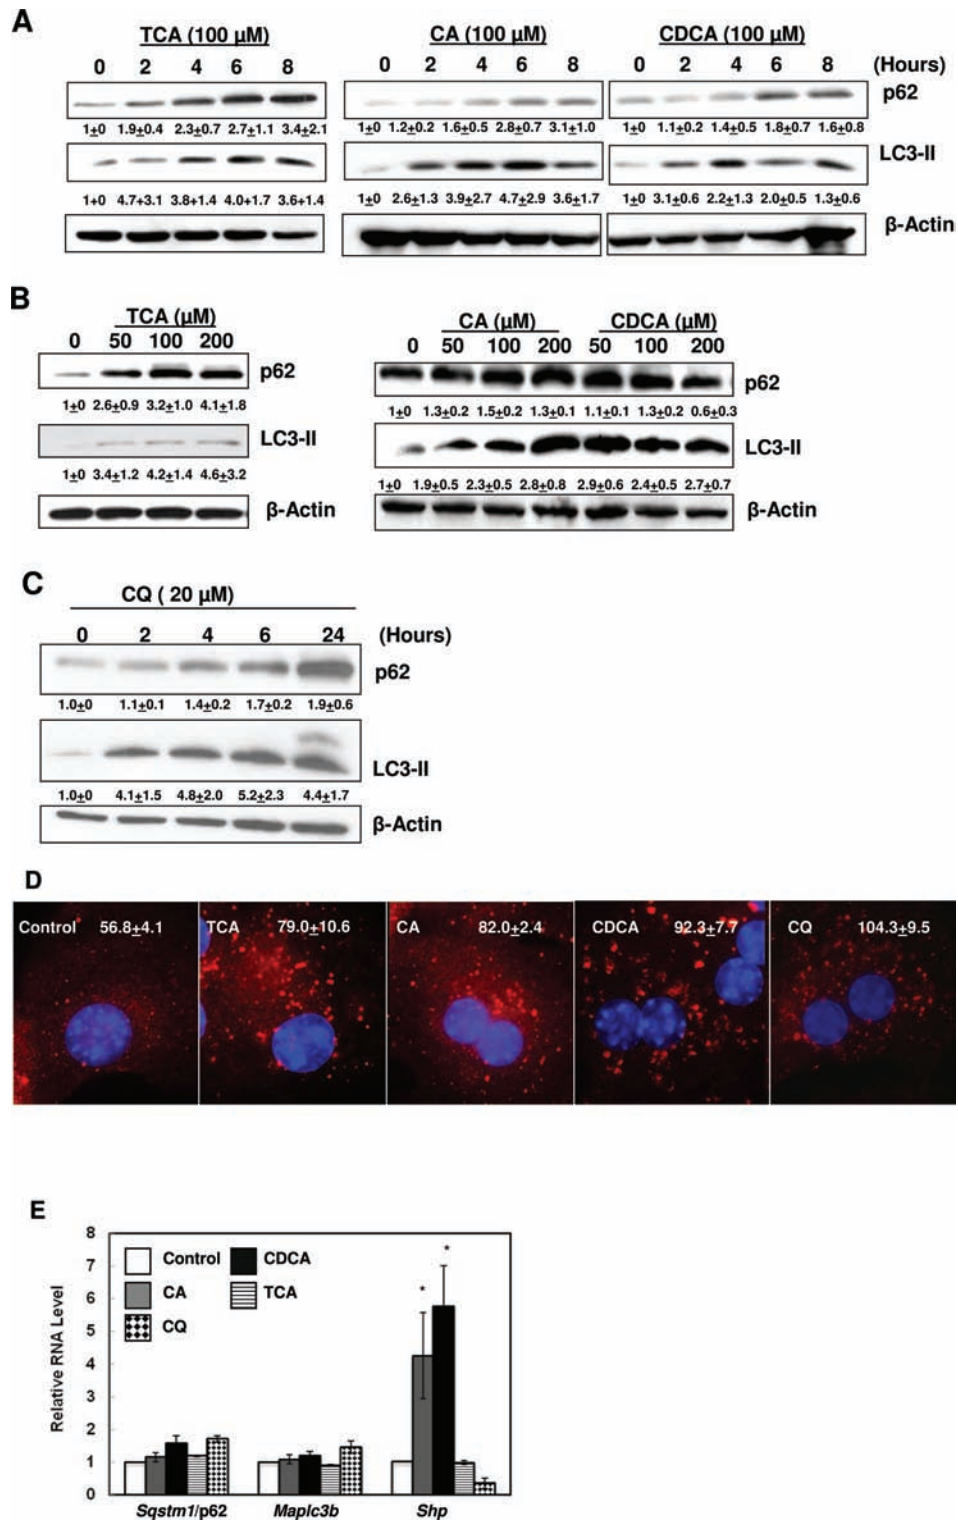 A
TCA (100 µM) CA (100 µM) CDCA (100 µM)
0 2 4 6 8 0 2 4 6 8 0 2 4 6 8 (Hours)
p62
1±0 1.9±0.4 2.3±0.7 2.7±1.1 3.4±2.1 1±0 1.2±0.2 1.6±0.5 2.8±0.7 3.1±1.0 1±0 1.1±0.2 1.4±0.5 1.8±0.7 1.6±0.8
LC3-II
1+0 4.7+3.1 3.8+1.4 4.0+1.7 3.6+1.4 1±0 2.6±1.3 3.9±2.7 4.7±2.9 3.6±1.7 1±0 3.1±0.6 2.2±1.3 2.0±0.5 1.3±0.6
β-Actin
B
TCA (µM) CA (µM) CDCA (µM)
0 50 100 200 0 50 100 200 50 100 200
p62 p62
1±0 2.6±0.9 3.2±1.0 4.1±1.8 1±0 1.3±0.2 1.5±0.2 1.3±0.1 1.1±0.1 1.3±0.2 0.6±0.3
LC3-II LC3-II
1±0 3.4±1.2 4.2±1.4 4.6±3.2 1±0 1.9±0.5 2.3±0.5 2.8±0.8 2.9±0.6 2.4±0.5 2.7±0.7
β-Actin β-Actin
C
CQ ( 20 µM)
0 2 4 6 24 (Hours)
p62
1.0±0 1.1±0.1 1.4±0.2 1.7±0.2 1.9±0.6
LC3-II
1.0±0 4.1±1.5 4.8±2.0 5.2±2.3 4.4±1.7
β-Actin
D
Control 56.8±4.1 TCA 79.0±10.6 CA 82.0±2.4 CDCA 92.3±7.7 CQ 104.3±9.5
E
Relative RNA Level
8
7
6
5
4
3
2
1
0
Control CDCA
CA TCA
CQ
*
*
Sqstm1/p62 Maplc3b Shp